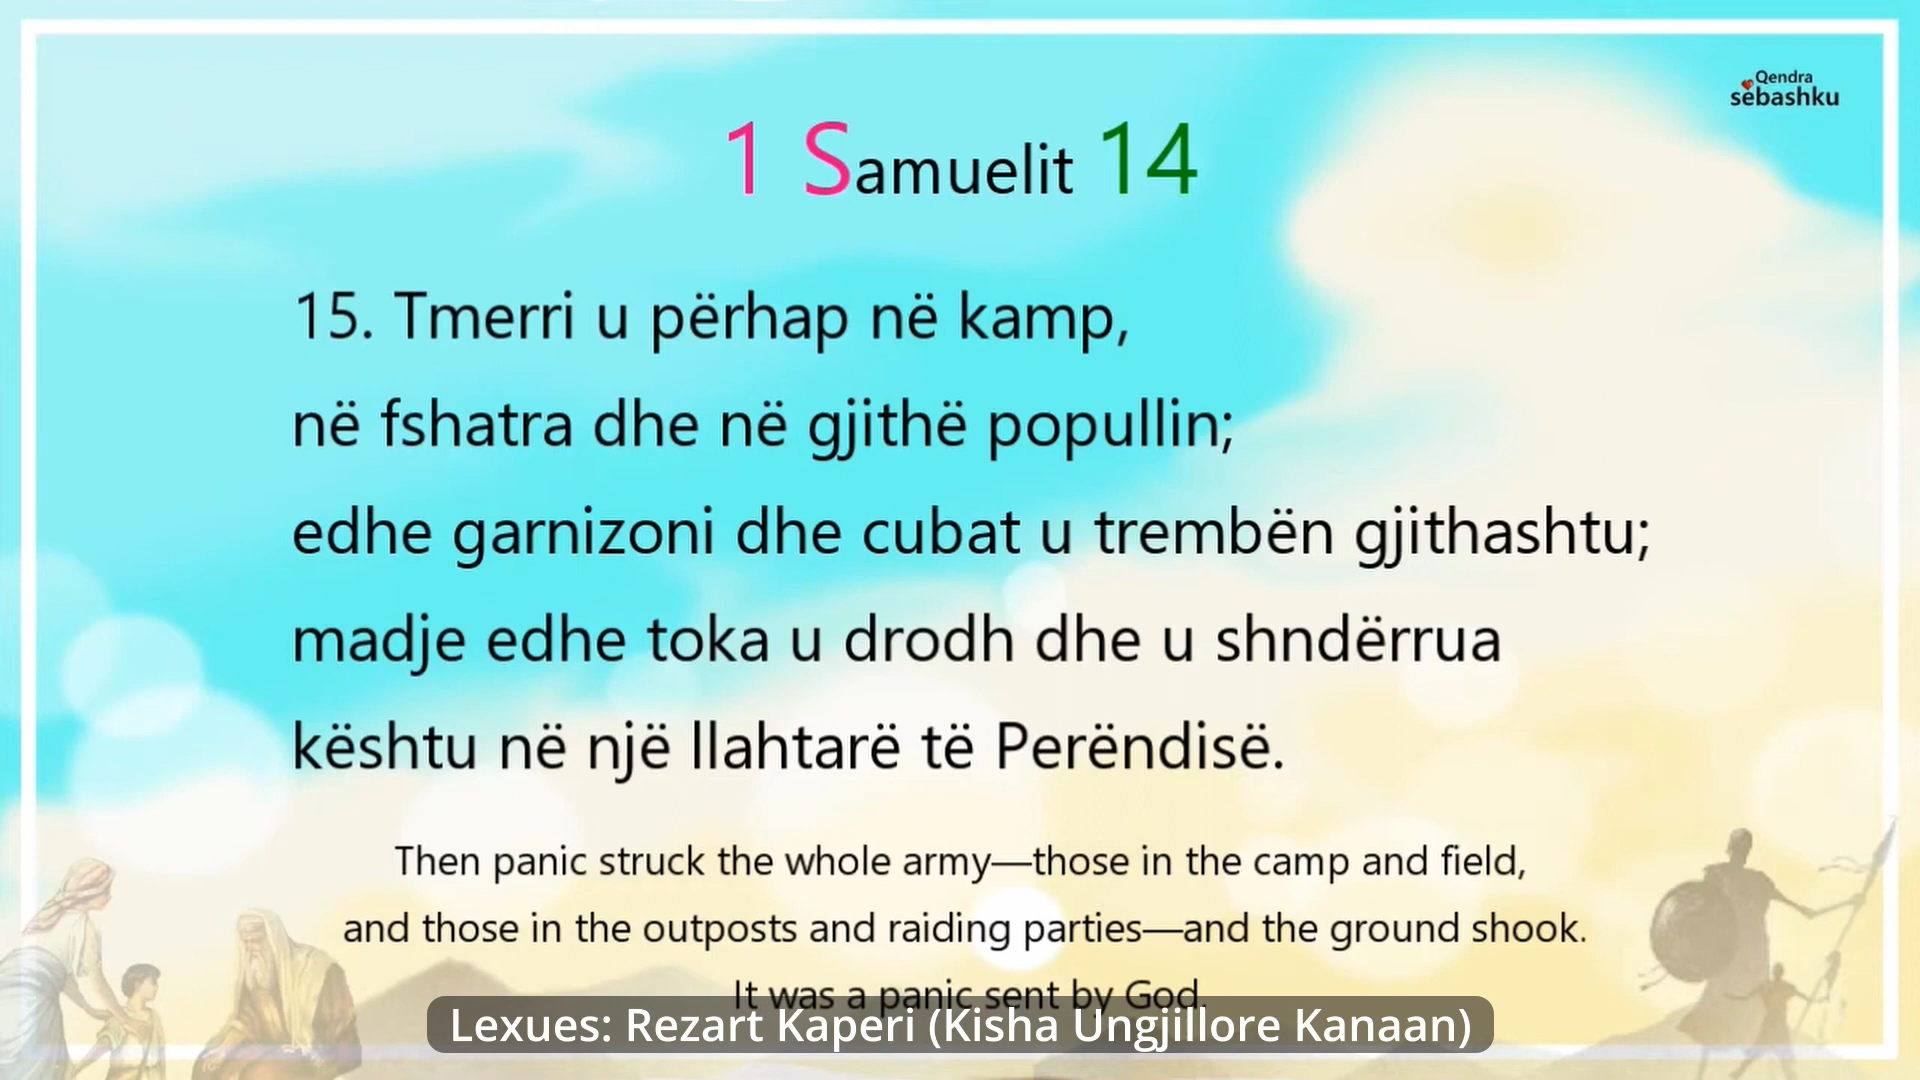 Qendra
sëbashku
1 Samuelit 14
15. Tmerri u përhap në kamp,
në fshatra dhe në gjithë popullin;
edhe garnizoni dhe cubat u trembën gjithashtu;
madje edhe toka u drodh dhe u shndërrua
kështu në një llahtarë të Perëndisë.
Then panic struck the whole army—those in the camp and field,
and those in the outposts and raiding parties—and the ground shook.
It was a panic sent by God.
Lexues: Rezart Kaperi (Kisha Ungjillore Kanaan)